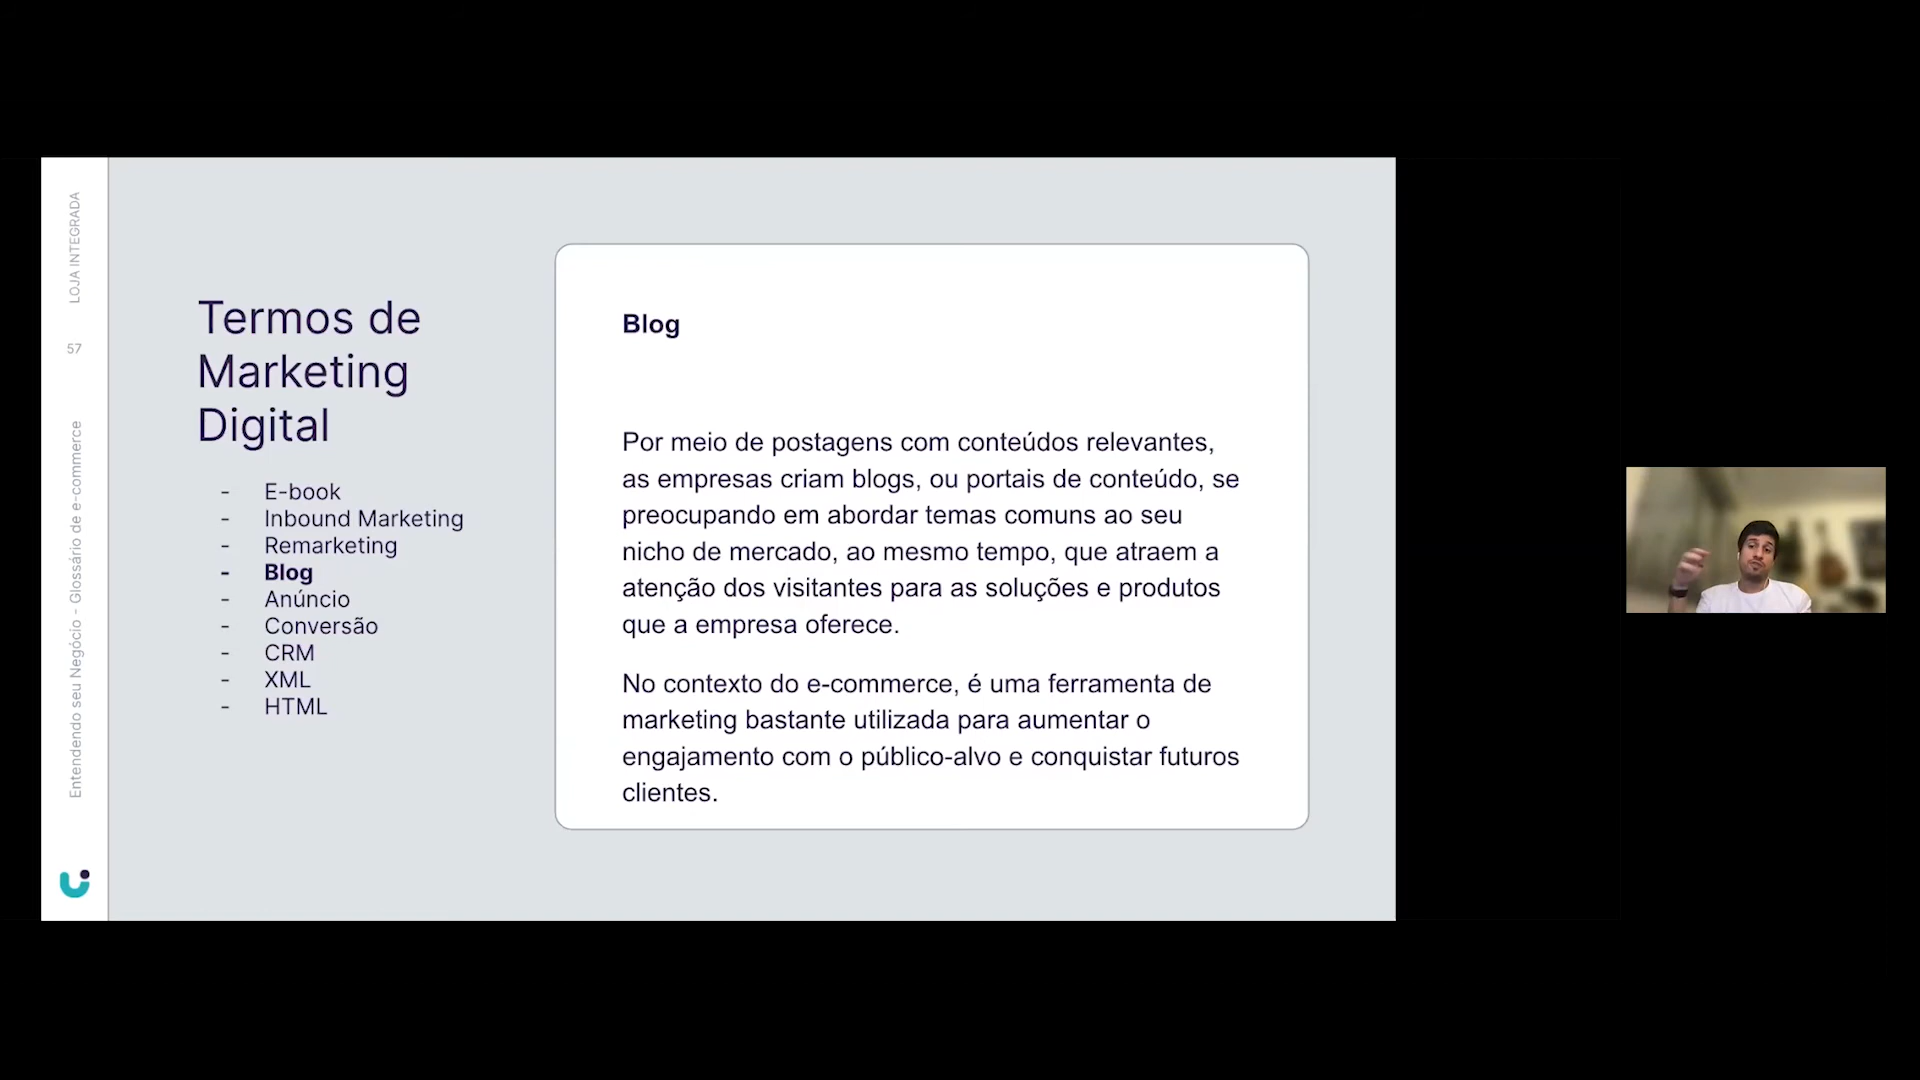 LOJA INTEGRADA
57
Entendendo seu Negócio - Glossário de e-commerce
Termos de
Marketing
Digital
- E-book
- Inbound Marketing
- Remarketing
- Blog
- Anúncio
- Conversão
- CRM
- XML
- HTML
Blog
Por meio de postagens com conteúdos relevantes,
as empresas criam blogs, ou portais de conteúdo, se
preocupando em abordar temas comuns ao seu
nicho de mercado, ao mesmo tempo, que atraem a
atenção dos visitantes para as soluções e produtos
que a empresa oferece.
No contexto do e-commerce, é uma ferramenta de
marketing bastante utilizada para aumentar o
engajamento com o público-alvo e conquistar futuros
clientes.